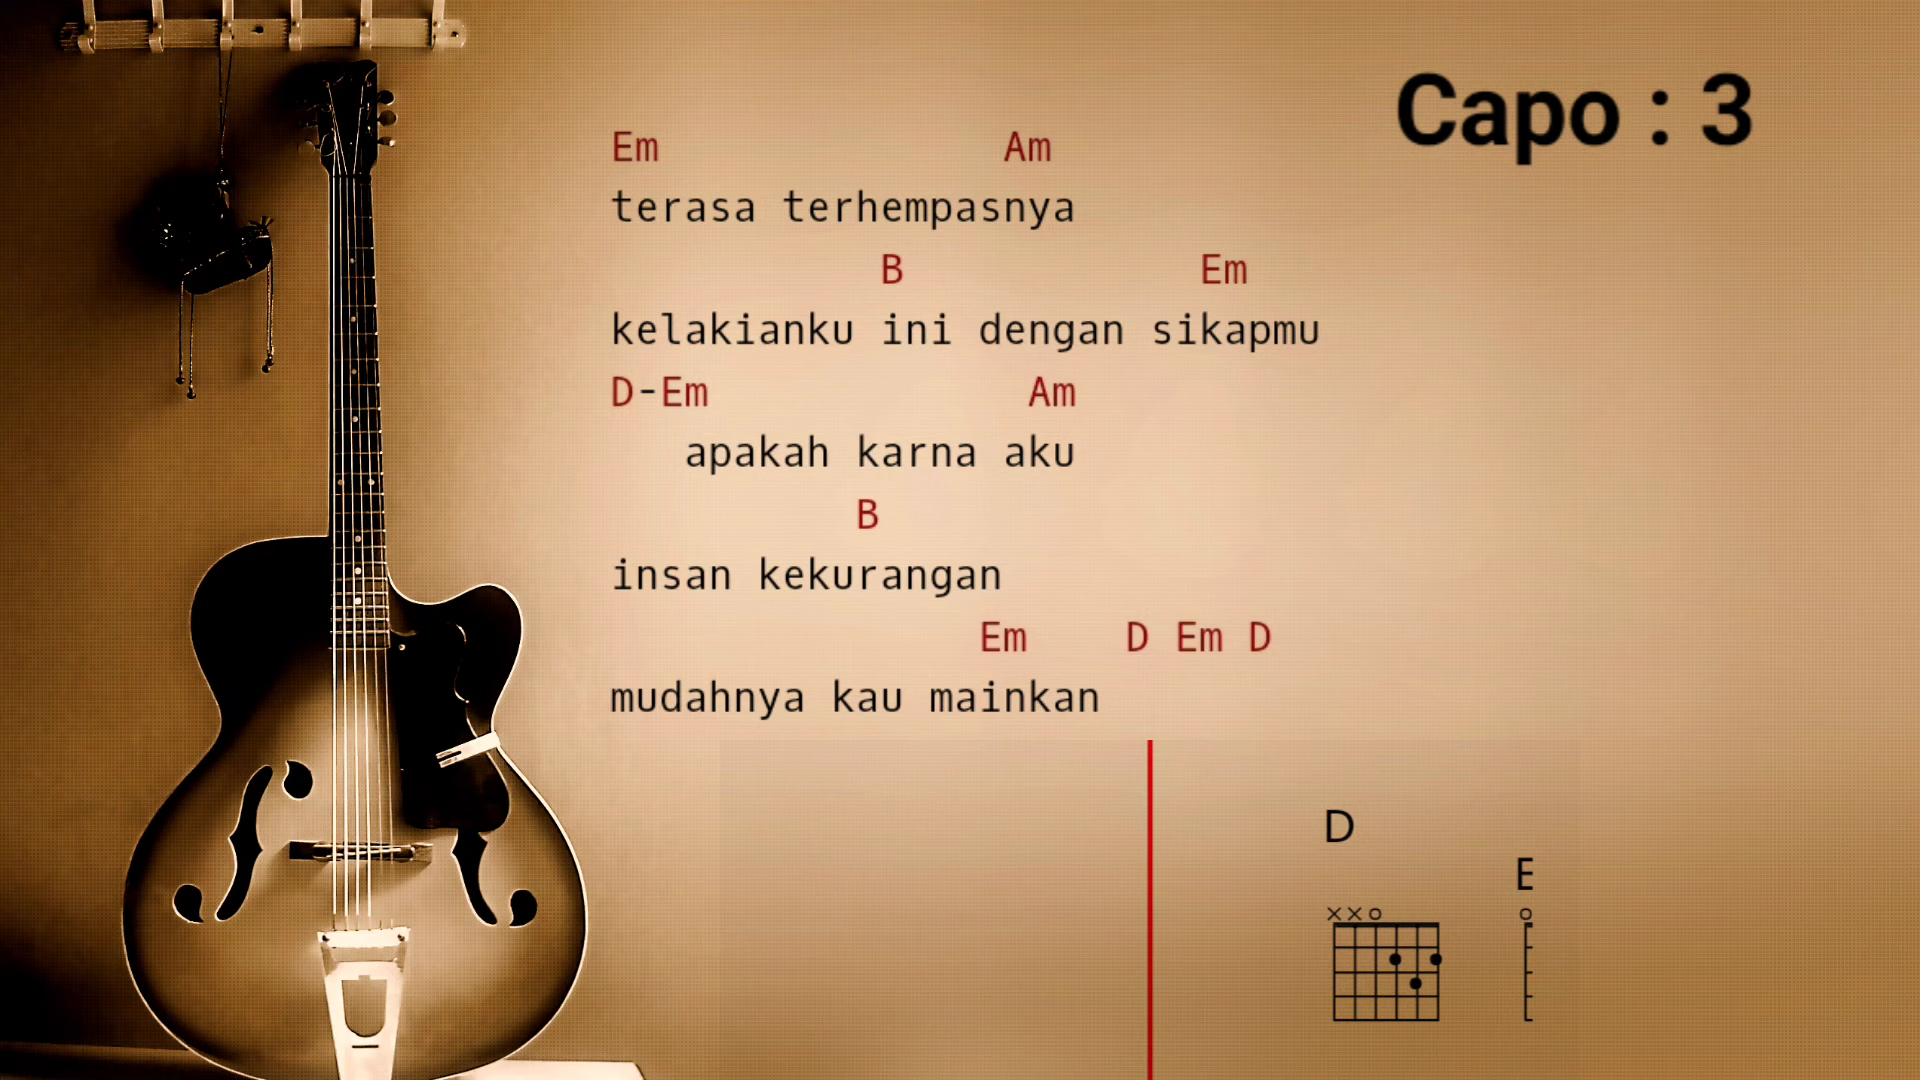 Capo : 3
Em Am
terasa terhempasnya
B Em
kelakianku ini dengan sikapmu
D-Em Am
apakah karna aku
B
insan kekurangan
Em D Em D
mudahnya kau mainkan
D
E
xxo
o